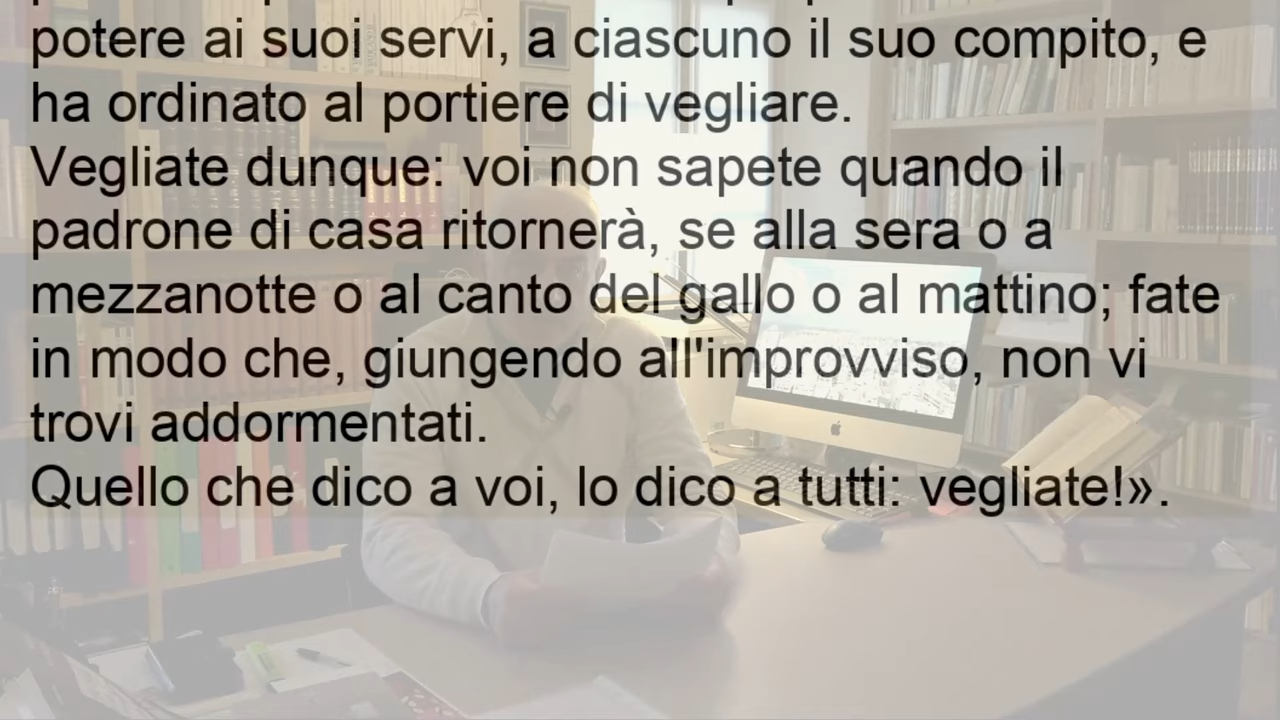 potere ai suoi servi, a ciascuno il suo compito, e
ha ordinato al portiere di vegliare.
Vegliate dunque: voi non sapete quando il
padrone di casa ritornerà, se alla sera o a
mezzanotte o al canto del gallo o al mattino; fate
in modo che, giungendo all'improvviso, non vi
trovi addormentati.
Quello che dico a voi, lo dico a tutti: vegliate!».